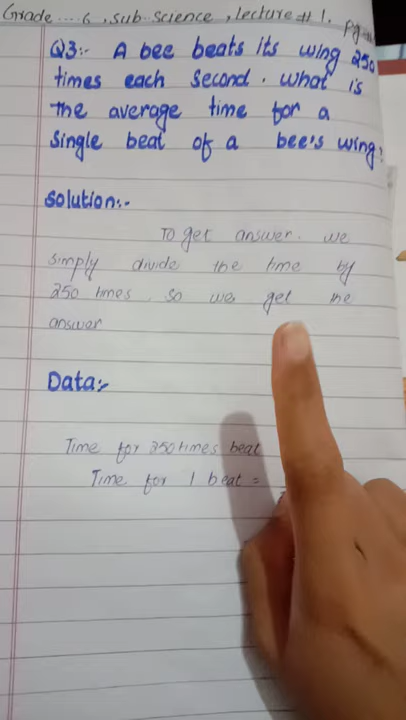 Grade....6, sub..science, lecture # 1.
Q3:- A bee beats its wing 250
times each second. what is
the average time for a
single beat of a bee's wing?
Solution:-
To get answer. we
simply divide the time by
250 times. so we get the
answer
Data:-
Time for 250 times beat
Time for 1 beat =